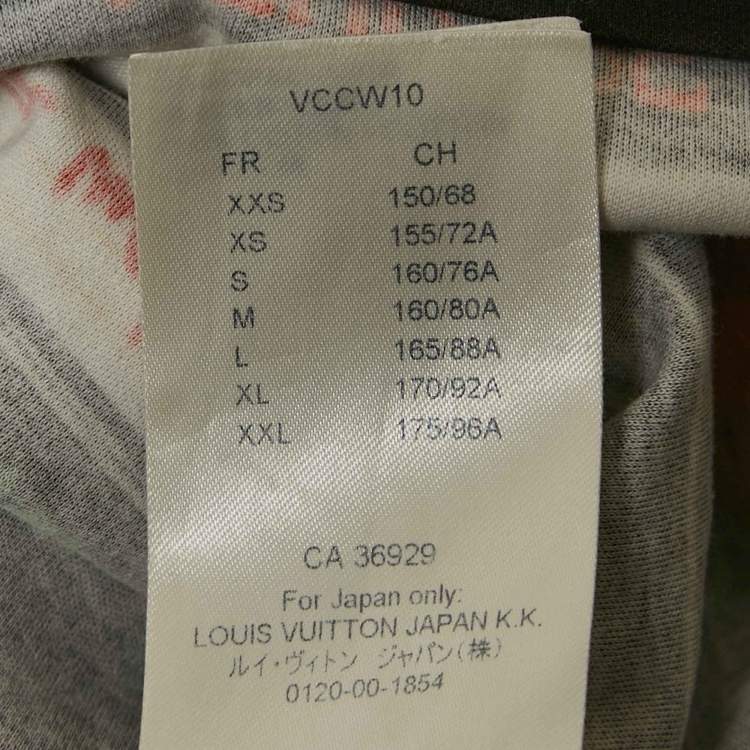 VCCW10
FR CH
XXS 150/68
XS 155/72A
S 160/76A
M 160/80A
L 165/88A
XL 170/92A
XXL 175/96A
CA 36929
For Japan only:
LOUIS VUITTON JAPAN K.K.
ルイ・ヴィトン ジャパン(株)
0120-00-1854